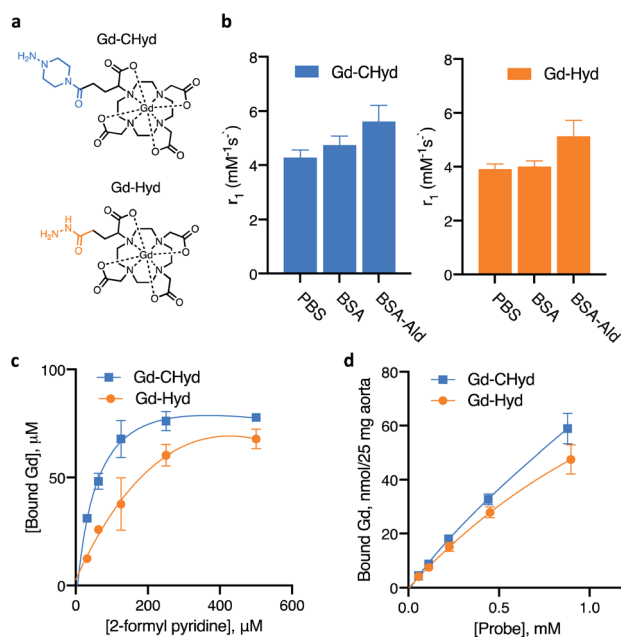 a
Gd-CHyd
H₂N
N
N
O
O
O
O
N
N
Gd
N
N
O
O
O
O
Gd-Hyd
H₂N
H
N
O
O
O
O
N
N
Gd
N
N
O
O
O
O
b
Gd-CHyd
r₁ (mM⁻¹s⁻)
8
6
4
2
0
PBS
BSA
BSA-Ald
Gd-Hyd
r₁ (mM⁻¹s⁻)
8
6
4
2
0
PBS
BSA
BSA-Ald
c
Gd-CHyd
Gd-Hyd
[Bound Gd], μM
100
50
0
0
200
400
600
[2-formyl pyridine], μM
d
Gd-CHyd
Gd-Hyd
Bound Gd, nmol/25 mg aorta
80
60
40
20
0
0.0
0.5
1.0
[Probe], mM